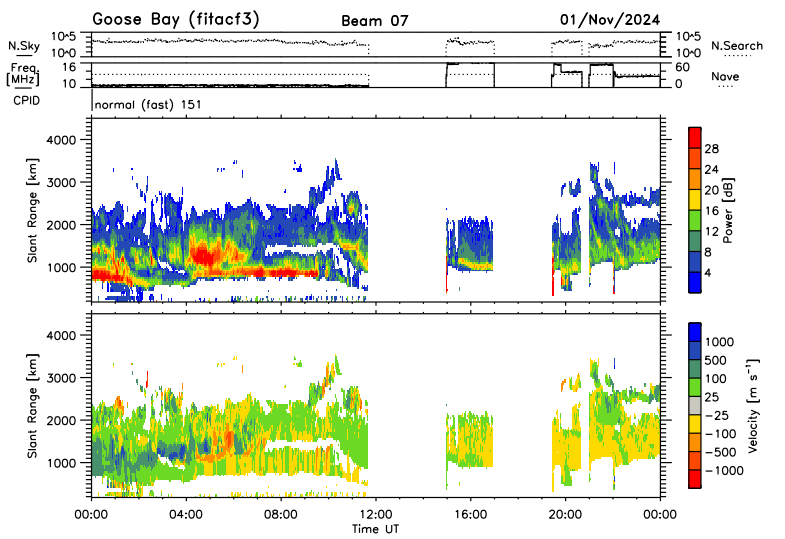 Goose Bay (fitacf3) Beam 07 01/Nov/2024
N.Sky 10^5 10^0 10^5 10^0 N.Search
Freq. [MHz] 16 10 60 0 Nave
CPID normal (fast) 151
4000
3000
2000
1000
Slant Range [km]
28
24
20
16
12
8
4
Power [dB]
4000
3000
2000
1000
Slant Range [km]
1000
500
100
25
-25
-100
-500
-1000
Velocity [m s⁻¹]
00:00 04:00 08:00 12:00 16:00 20:00 00:00
Time UT